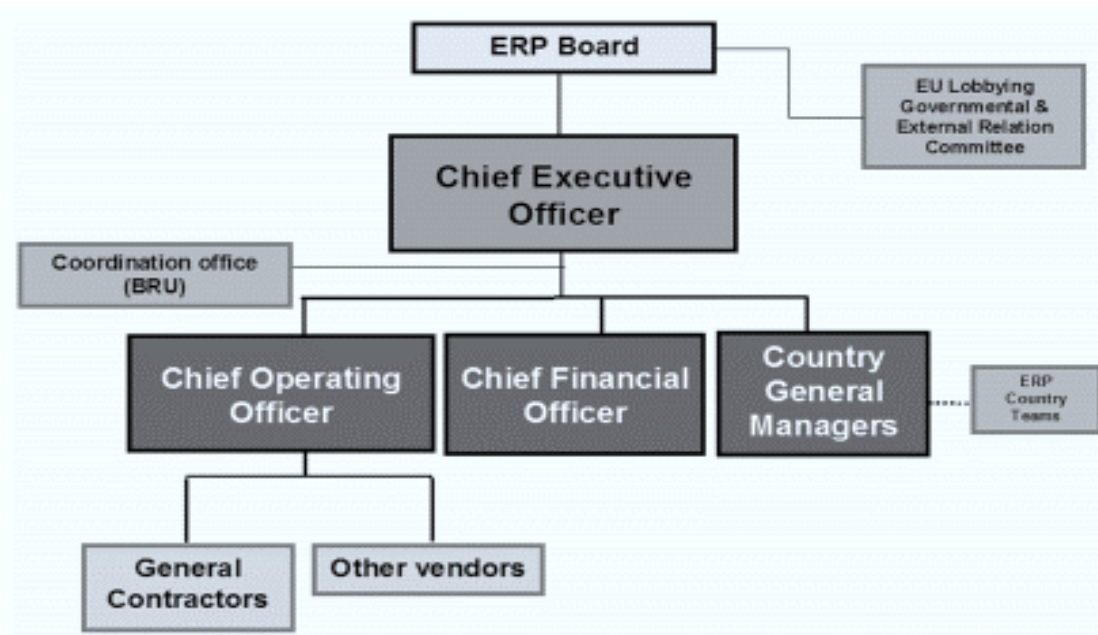 ERP Board
EU Lobbying
Governmental &
External Relation
Committee
Chief Executive
Officer
Coordination office
(BRU)
Chief Operating
Officer
Chief Financial
Officer
Country
General
Managers
ERP
Country
Teams
General
Contractors
Other vendors